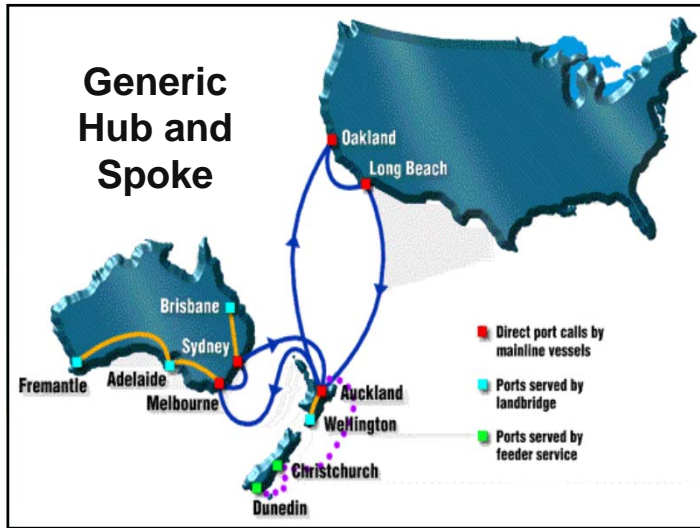 Generic
Hub and
Spoke
Oakland
Long Beach
Brisbane
Sydney
Fremantle
Adelaide
Melbourne
Auckland
Wellington
Christchurch
Dunedin
Direct port calls by
mainline vessels
Ports served by
landbridge
Ports served by
feeder service